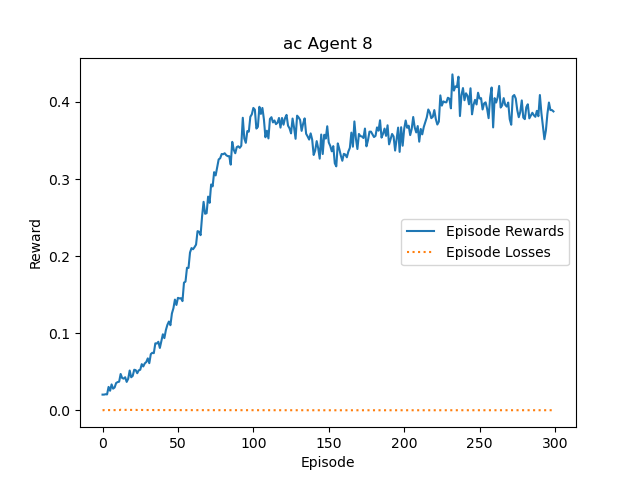 ac Agent 8
Reward
0.4
0.3
0.2
0.1
0.0
Episode Rewards
Episode Losses
0 50 100 150 200 250 300
Episode